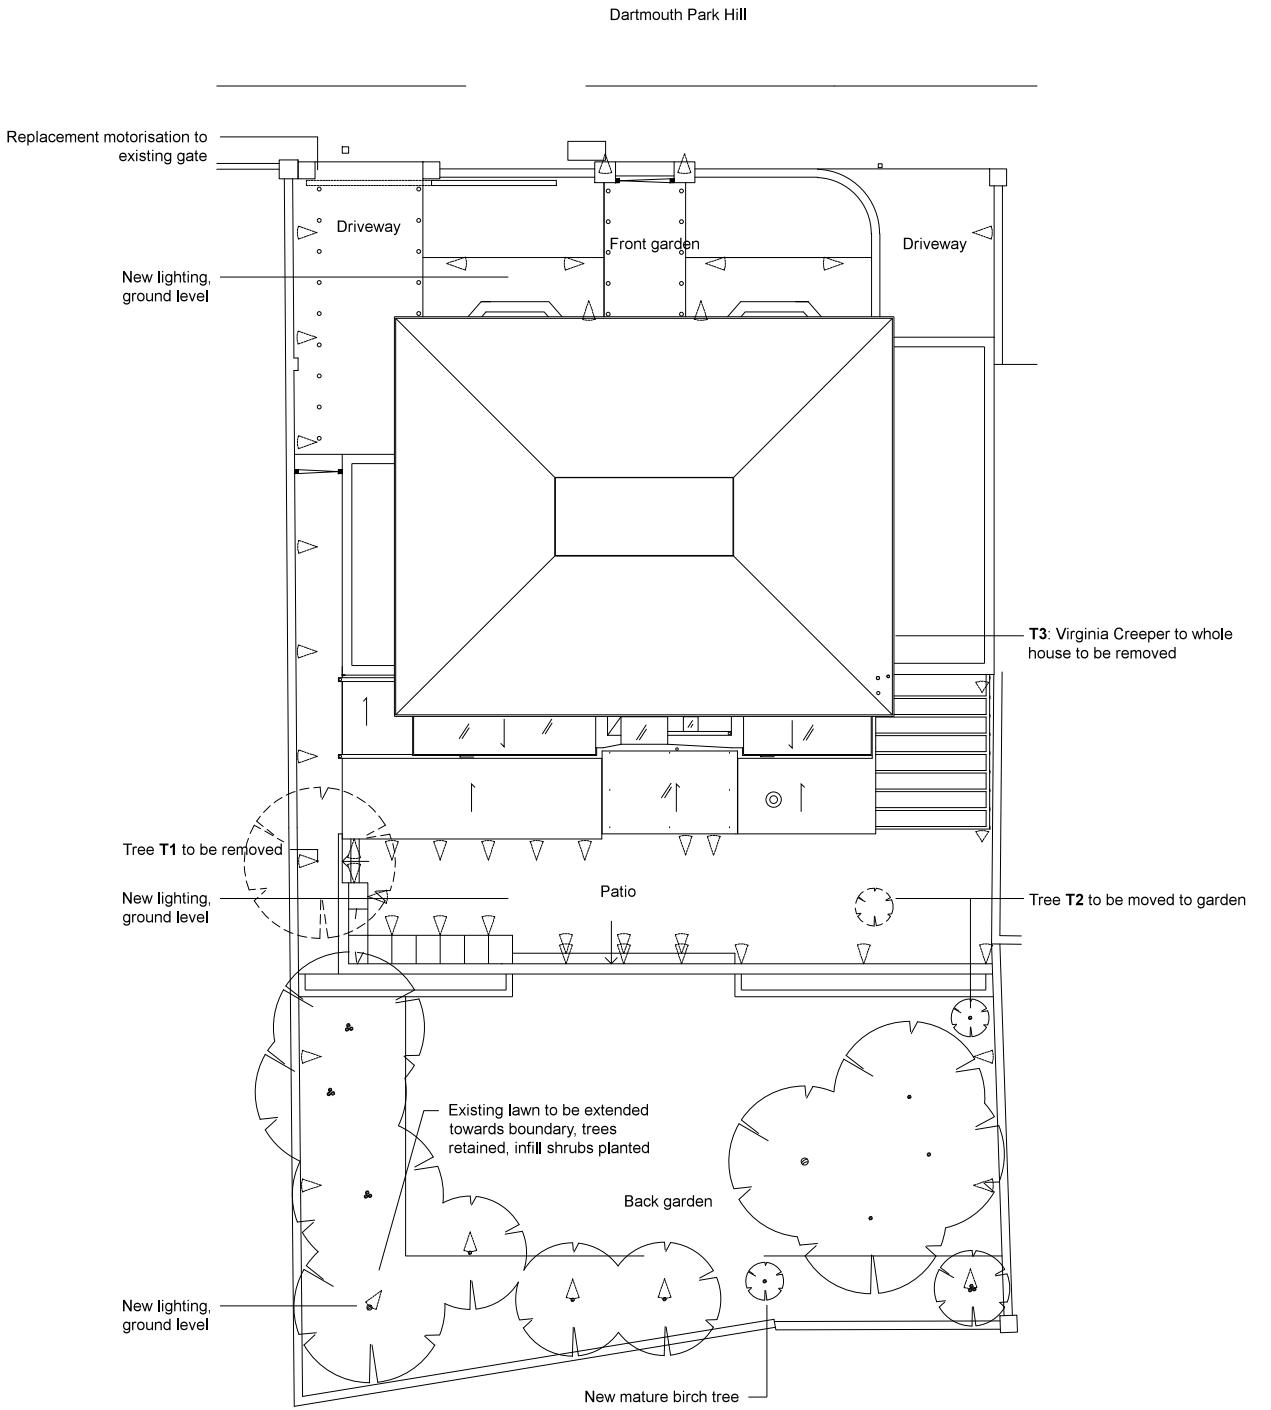 Dartmouth Park Hill
Replacement motorisation to
existing gate
Driveway
Front garden
Driveway
New lighting,
ground level
T3: Virginia Creeper to whole
house to be removed
Tree T1 to be removed
New lighting,
ground level
Patio
Tree T2 to be moved to garden
Existing lawn to be extended
towards boundary, trees
retained, infill shrubs planted
Back garden
New lighting,
ground level
New mature birch tree